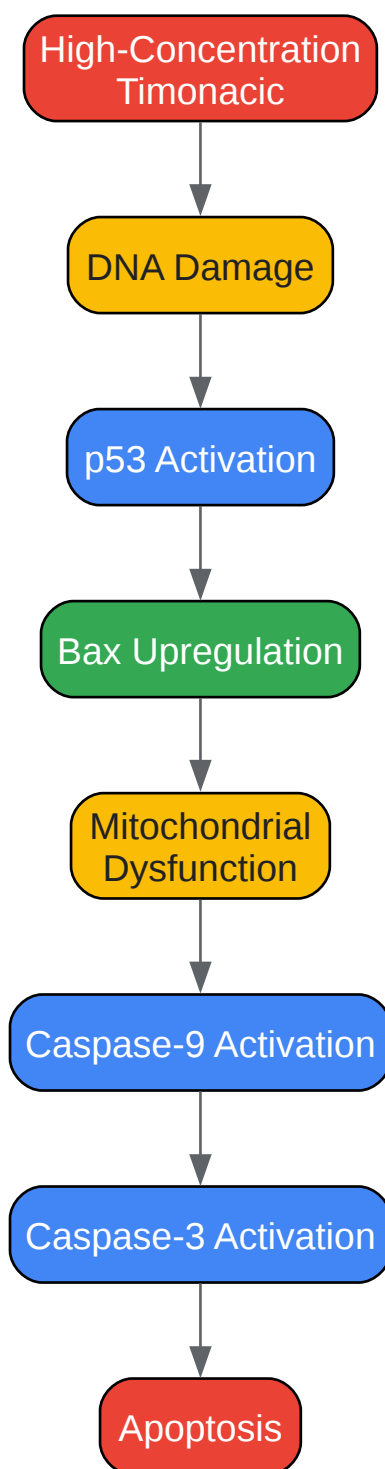 High-Concentration
Timonacic
DNA Damage
p53 Activation
Bax Upregulation
Mitochondrial
Dysfunction
Caspase-9 Activation
Caspase-3 Activation
Apoptosis